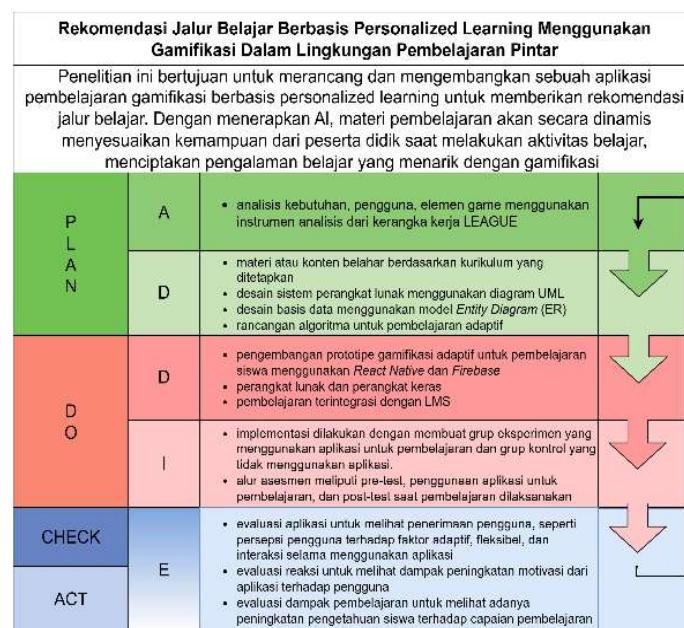 Rekomendasi Jalur Belajar Berbasis Personalized Learning Menggunakan
Gamifikasi Dalam Lingkungan Pembelajaran Pintar
Penelitian ini bertujuan untuk merancang dan mengembangkan sebuah aplikasi
pembelajaran gamifikasi berbasis personalized learning untuk memberikan rekomendasi
jalur belajar. Dengan menerapkan AI, materi pembelajaran akan secara dinamis
menyesuaikan kemampuan dari peserta didik saat melakukan aktivitas belajar,
menciptakan pengalaman belajar yang menarik dengan gamifikasi
PLAN
A
• analisis kebutuhan, pengguna, elemen game menggunakan
instrumen analisis dari kerangka kerja LEAGUE
D
• materi atau konten belahar berdasarkan kurikulum yang
ditetapkan
• desain sistem perangkat lunak menggunakan diagram UML
• desain basis data menggunakan model Entity Diagram (ER)
• rancangan algoritma untuk pembelajaran adaptif
DO
D
• pengembangan prototipe gamifikasi adaptif untuk pembelajaran
siswa menggunakan React Native dan Firebase
• perangkat lunak dan perangkat keras
• pembelajaran terintegrasi dengan LMS
I
• implementasi dilakukan dengan membuat grup eksperimen yang
menggunakan aplikasi untuk pembelajaran dan grup kontrol yang
tidak menggunakan aplikasi.
• alur asesmen meliputi pre-test, penggunaan aplikasi untuk
pembelajaran, dan post-test saat pembelajaran dilaksanakan
CHECK
ACT
E
• evaluasi aplikasi untuk melihat penerimaan pengguna, seperti
persepsi pengguna terhadap faktor adaptif, fleksibel, dan
interaksi selama menggunakan aplikasi
• evaluasi reaksi untuk melihat dampak peningkatan motivasi dari
aplikasi terhadap pengguna
• evaluasi dampak pembelajaran untuk melihat adanya
peningkatan pengetahuan siswa terhadap capaian pembelajaran